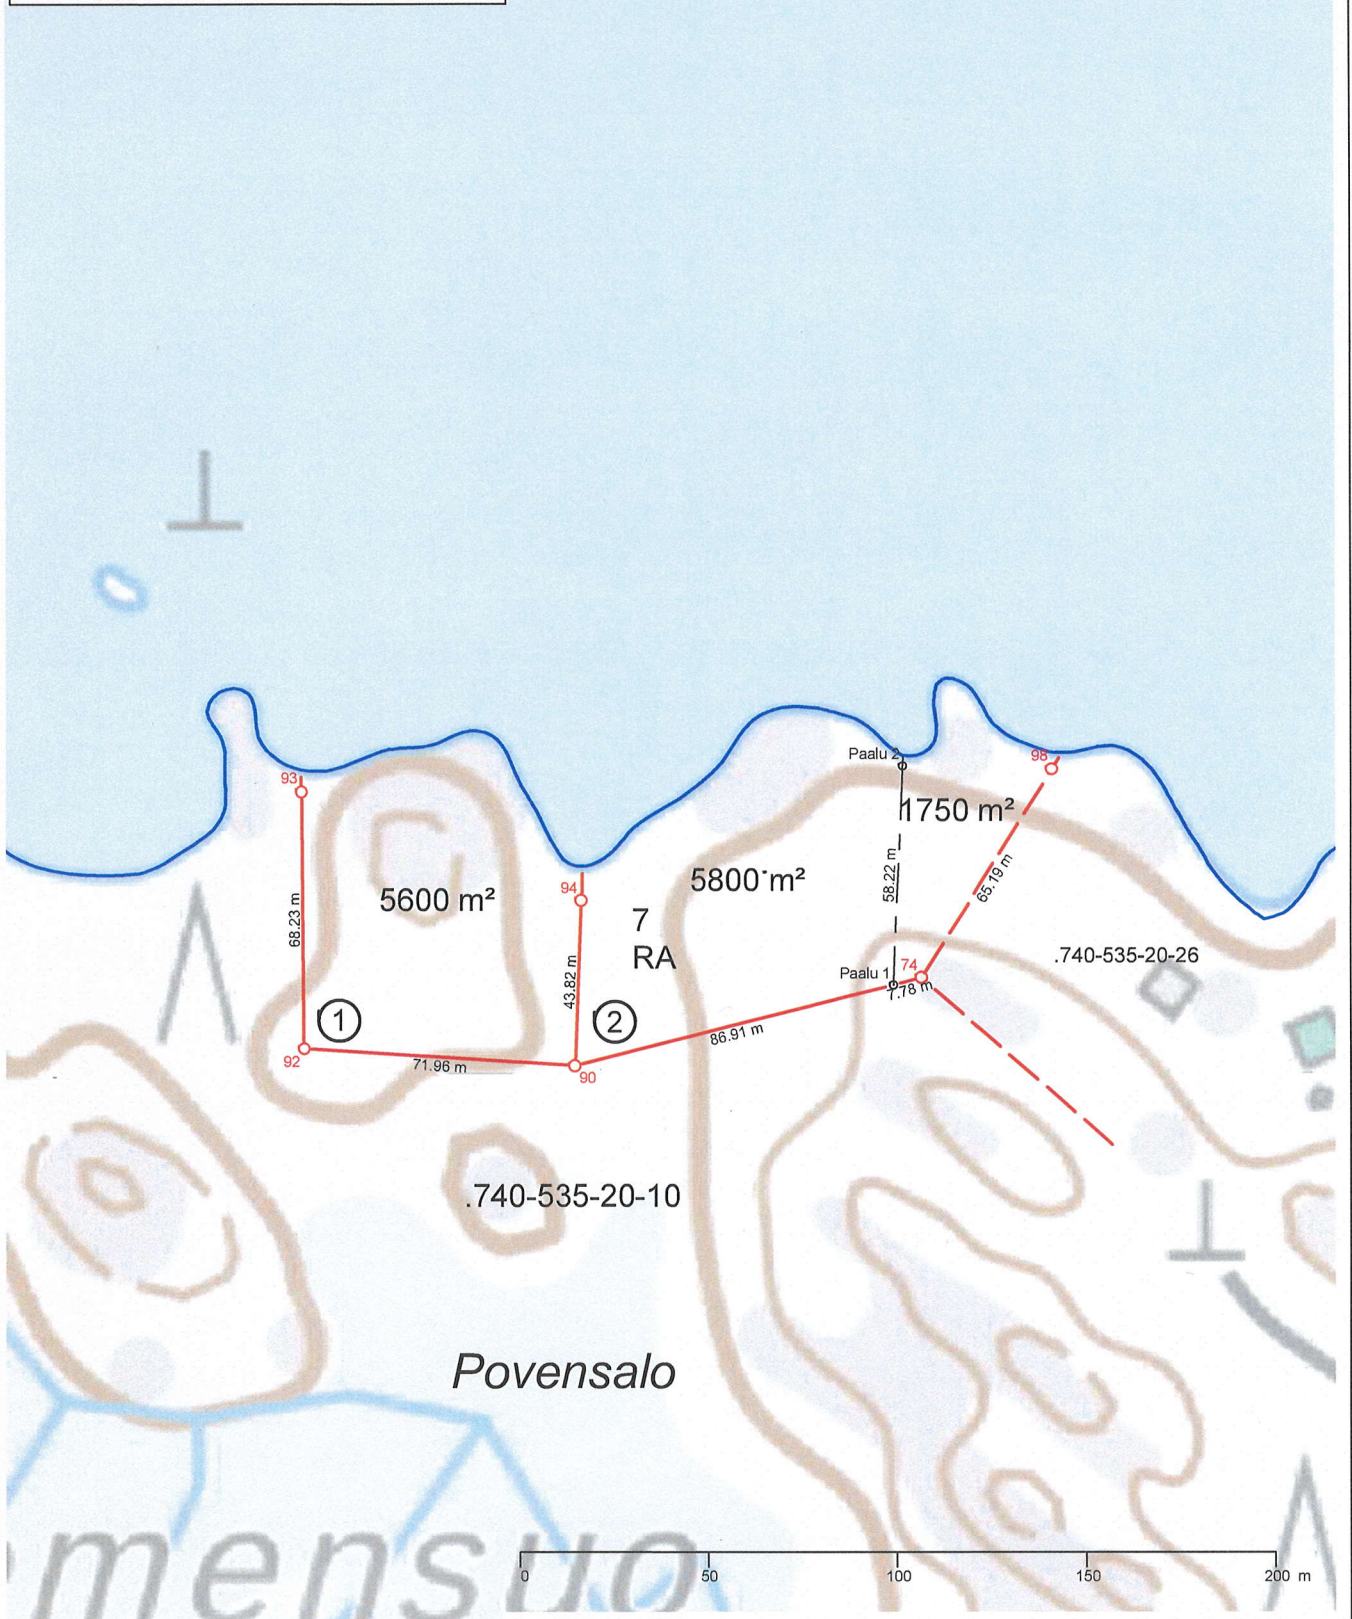 93
Paalu 2
98
1750 m²
58.22 m
65.19 m
94
5600 m²
5800 m²
7
RA
68.23 m
43.82 m
.740-535-20-26
74
Paalu 1
7.78 m
1
2
86.91 m
92
71.96 m
90
.740-535-20-10
Povensalo
mensuo
0 50 100 150 200 m